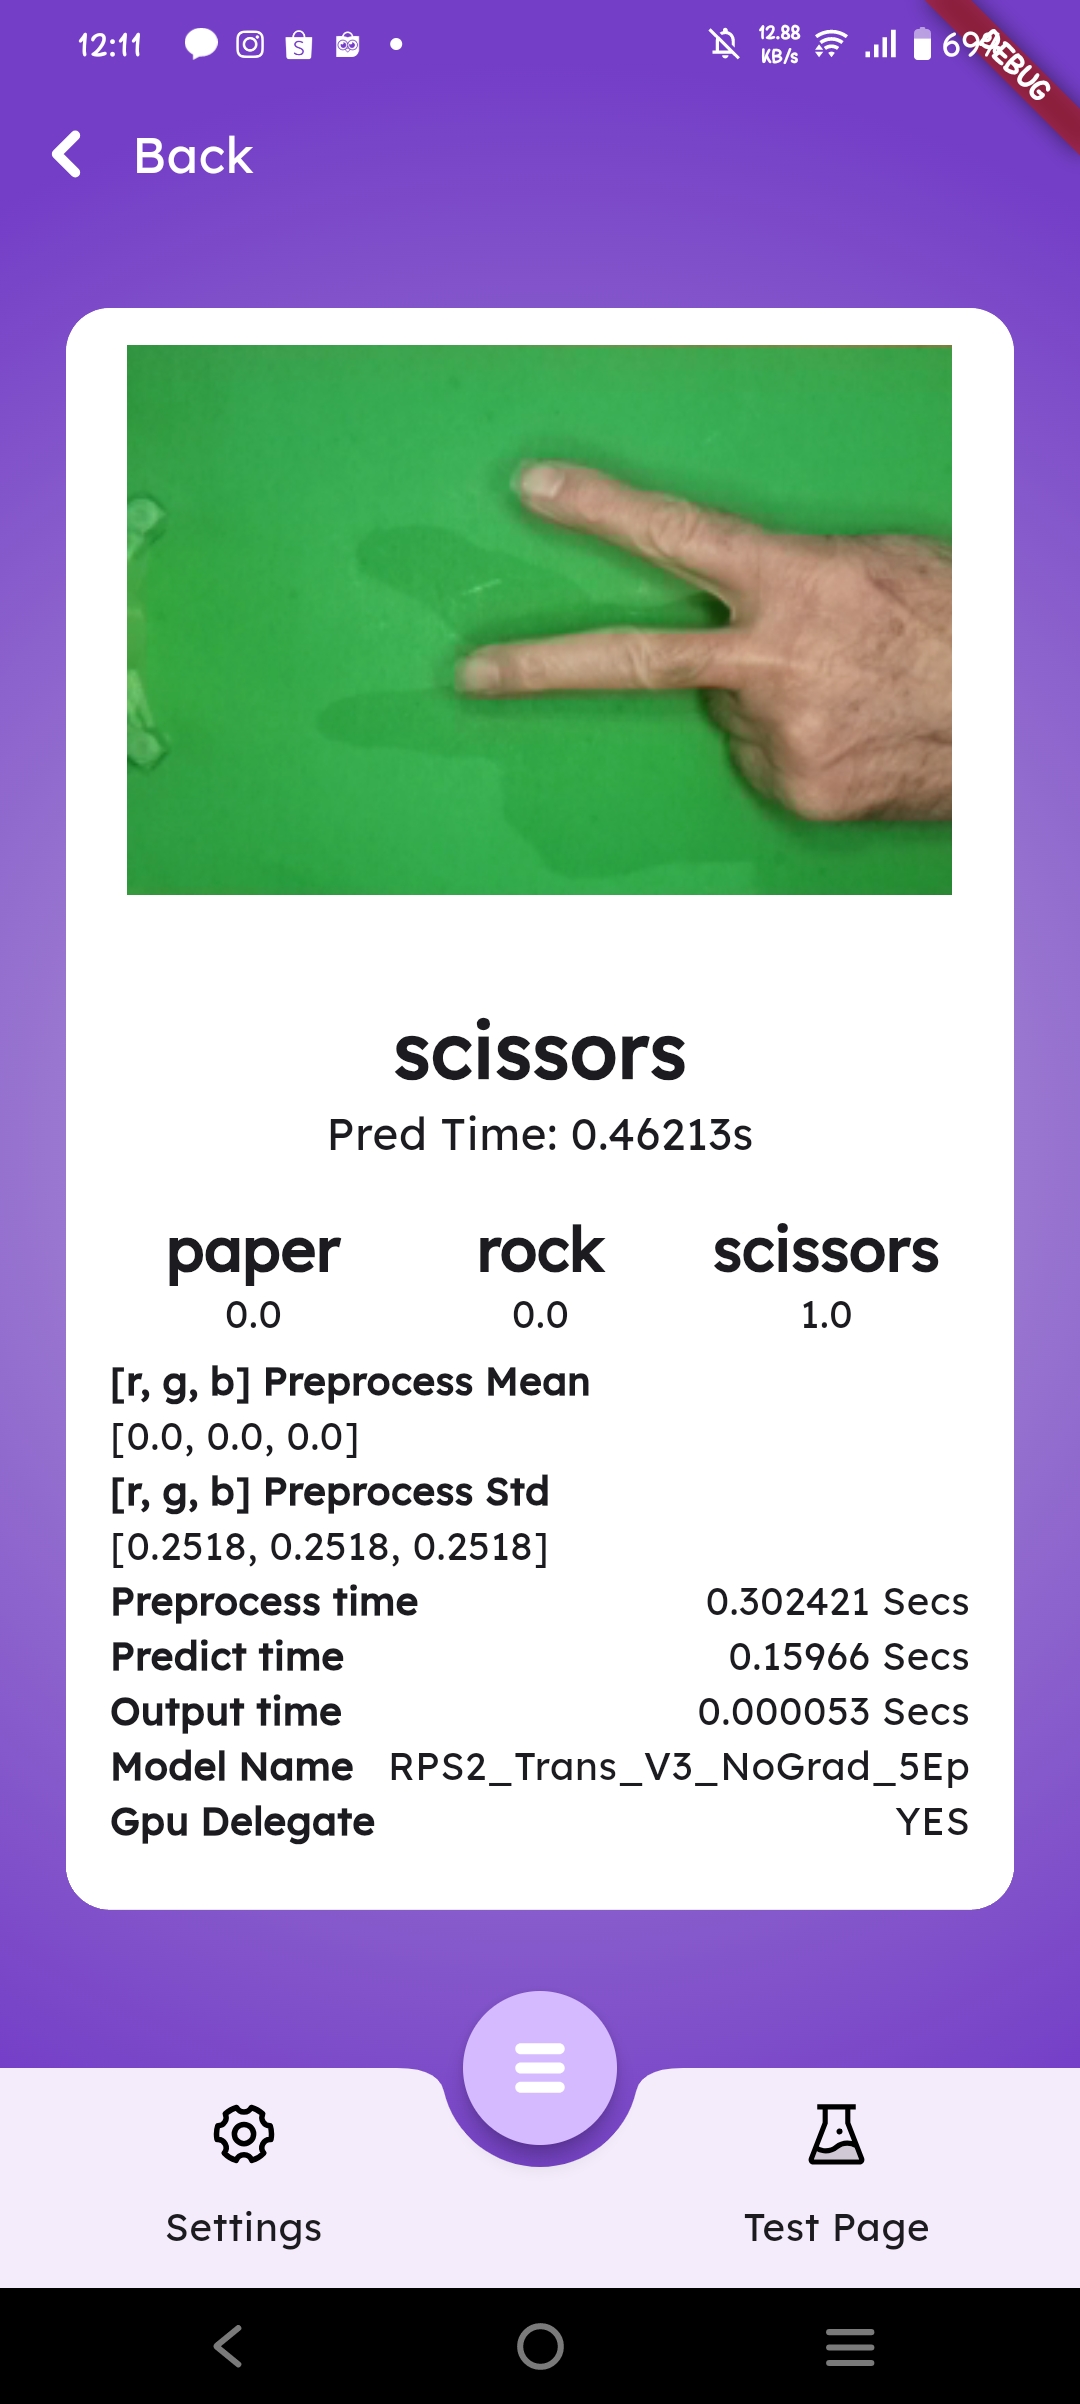 12:11
S
12.88
KB/s
69%
DEBUG
Back
scissors
Pred Time: 0.46213s
paper rock scissors
0.0 0.0 1.0
[r, g, b] Preprocess Mean
[0.0, 0.0, 0.0]
[r, g, b] Preprocess Std
[0.2518, 0.2518, 0.2518]
Preprocess time 0.302421 Secs
Predict time 0.15966 Secs
Output time 0.000053 Secs
Model Name RPS2_Trans_V3_NoGrad_5Ep
Gpu Delegate YES
Settings Test Page